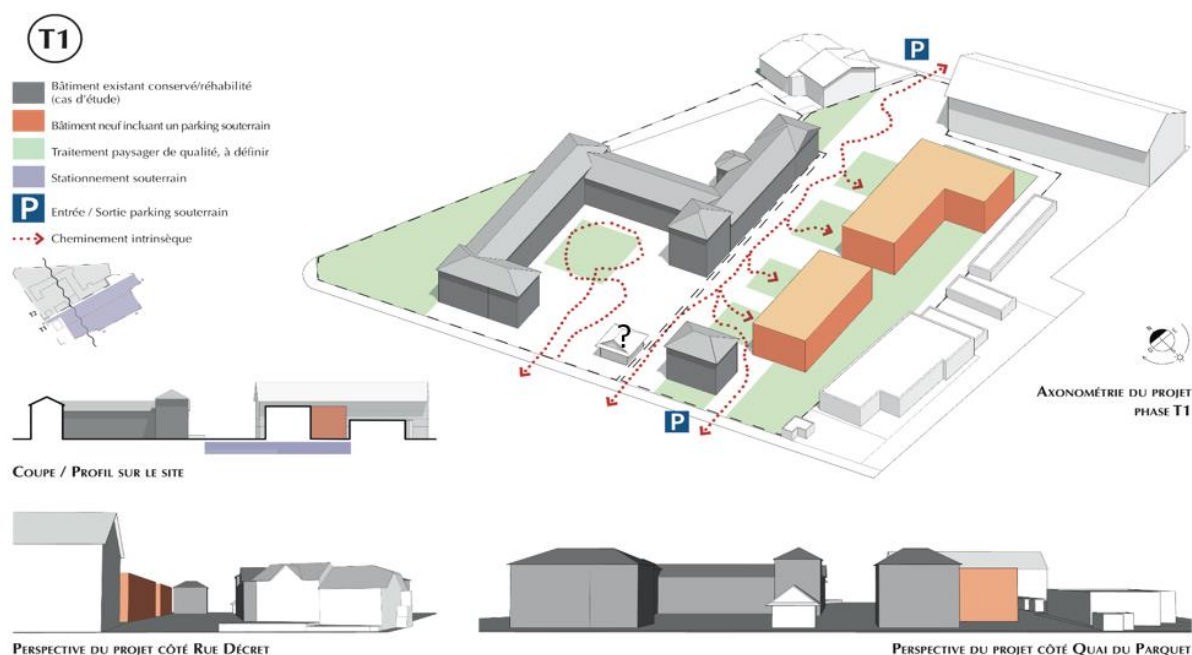 T1
Bâtiment existant conservé/réhabilité
(cas d'étude)
Bâtiment neuf incluant un parking souterrain
Traitement paysager de qualité, à définir
Stationnement souterrain
P Entrée / Sortie parking souterrain
Cheminement intrinsèque
P
?
P
AXONOMÉTRIE DU PROJET
PHASE T1
COUPE / PROFIL SUR LE SITE
PERSPECTIVE DU PROJET CÔTÉ RUE DÉCRET
PERSPECTIVE DU PROJET CÔTÉ QUAI DU PARQUET